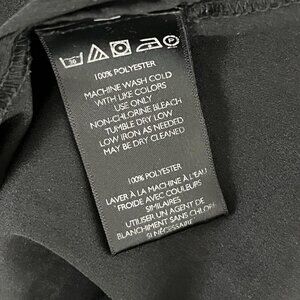 100% POLYESTER
MACHINE WASH COLD
WITH LIKE COLORS
USE ONLY
NON-CHLORINE BLEACH
TUMBLE DRY LOW
LOW IRON AS NEEDED
MAY BE DRY CLEANED
100% POLYESTER
LAVER À LA MACHINE À L'EAU
FROIDE AVEC COULEURS
SIMILAIRES
UTILISER UN AGENT DE
BLANCHIMENT SANS CHLORE
SI NÉCESSAIRE